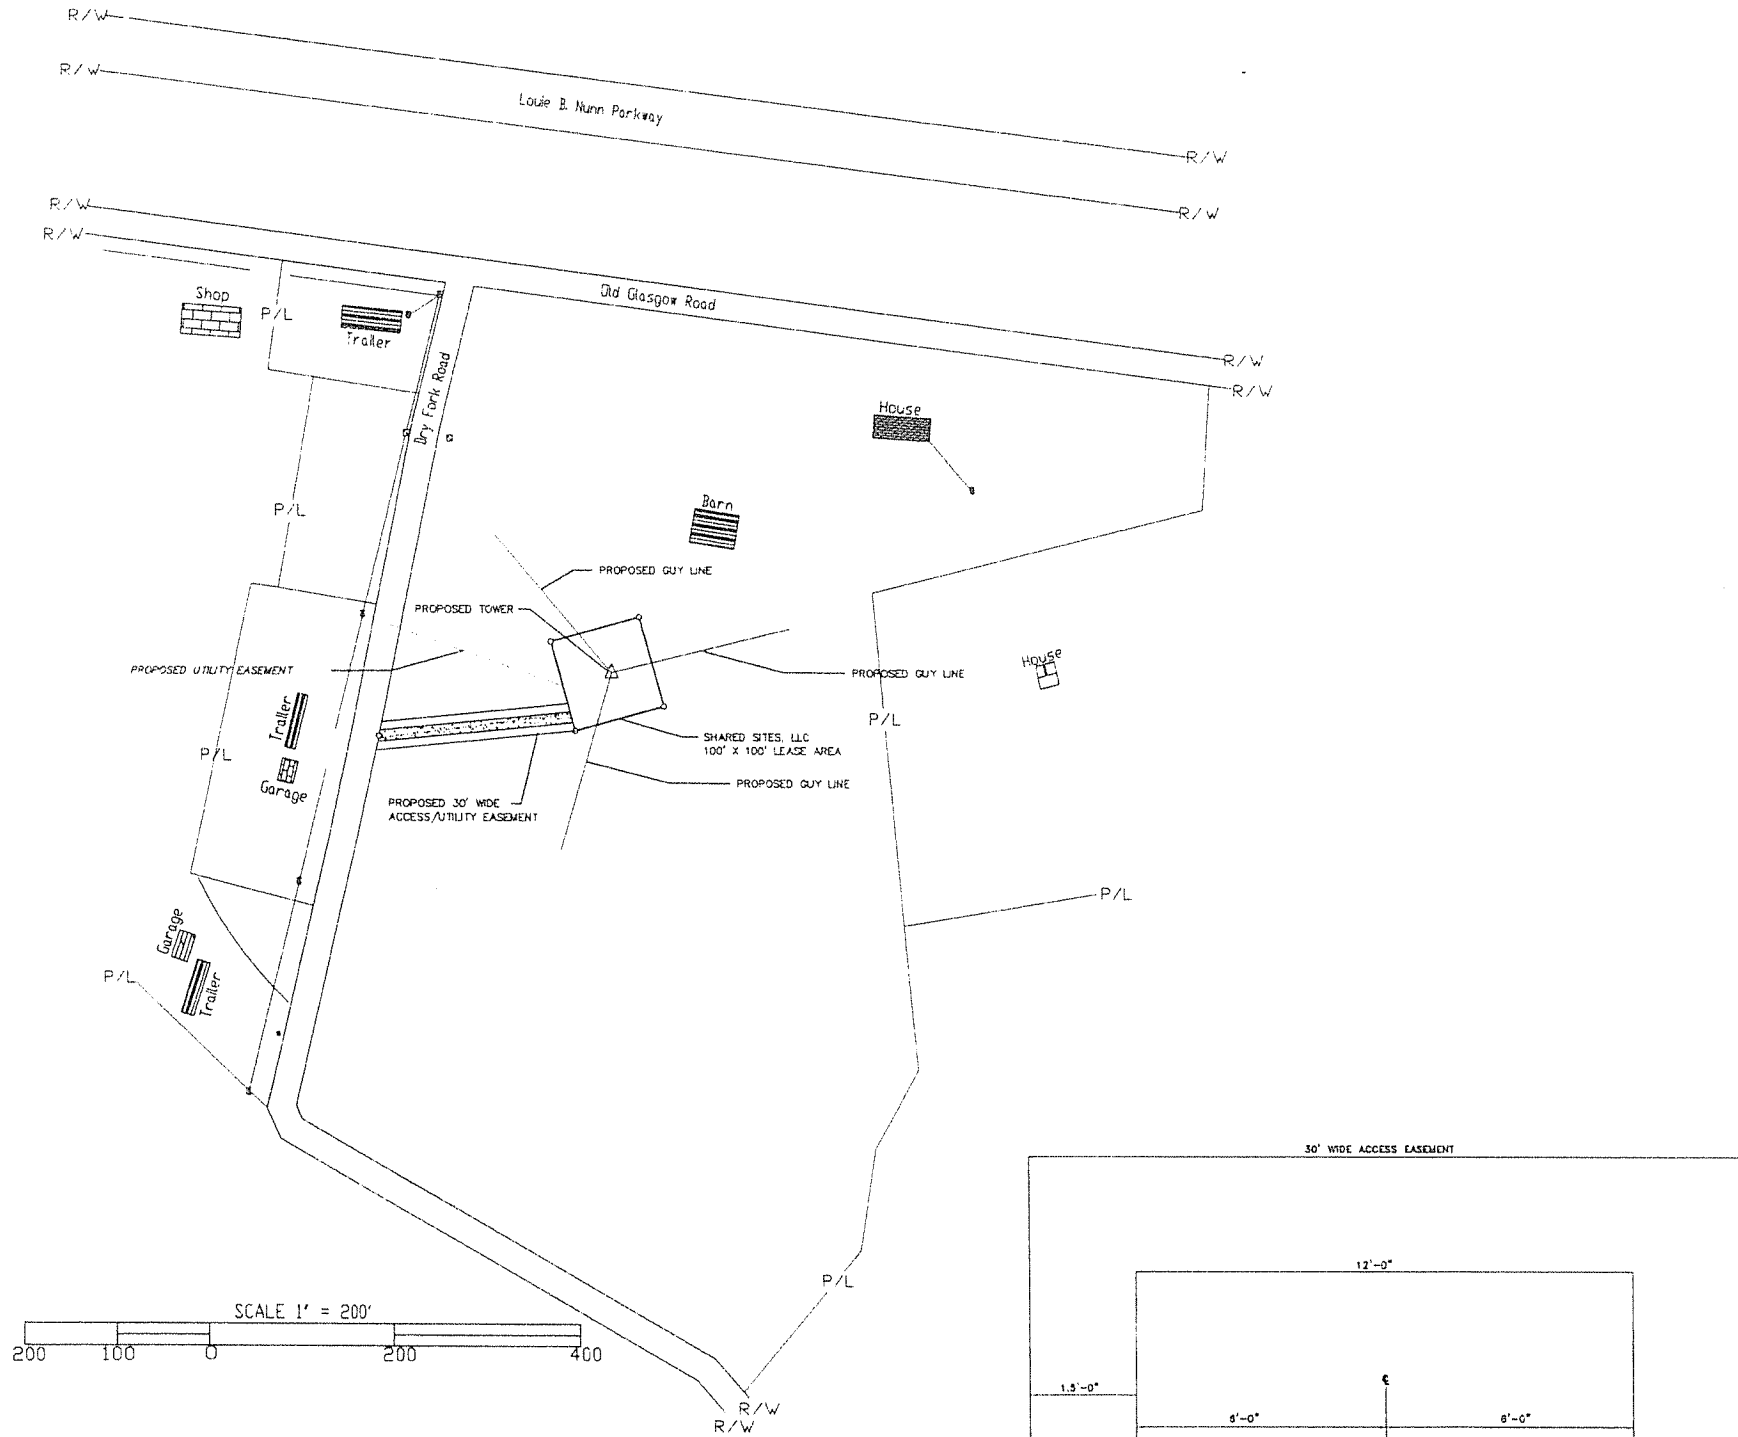 R/W
R/W
Louie B. Nunn Parkway
R/W
R/W
R/W
R/W
Old Glasgow Road
Shop
P/L
Trailer
Dry Fork Road
R/W
R/W
House
Barn
P/L
PROPOSED GUY LINE
PROPOSED TOWER
PROPOSED UTILITY EASEMENT
PROPOSED GUY LINE
House
Trailer
P/L
P/L
SHARED SITES, LLC
100' X 100' LEASE AREA
PROPOSED GUY LINE
Garage
PROPOSED 30' WIDE
ACCESS/UTILITY EASEMENT
P/L
Garage
P/L
Trailer
30' WIDE ACCESS EASEMENT
12'-0"
P/L
SCALE 1' = 200'
200 100 0 200 400
1.5'-0"
℄
6'-0"
6'-0"
R/W
R/W